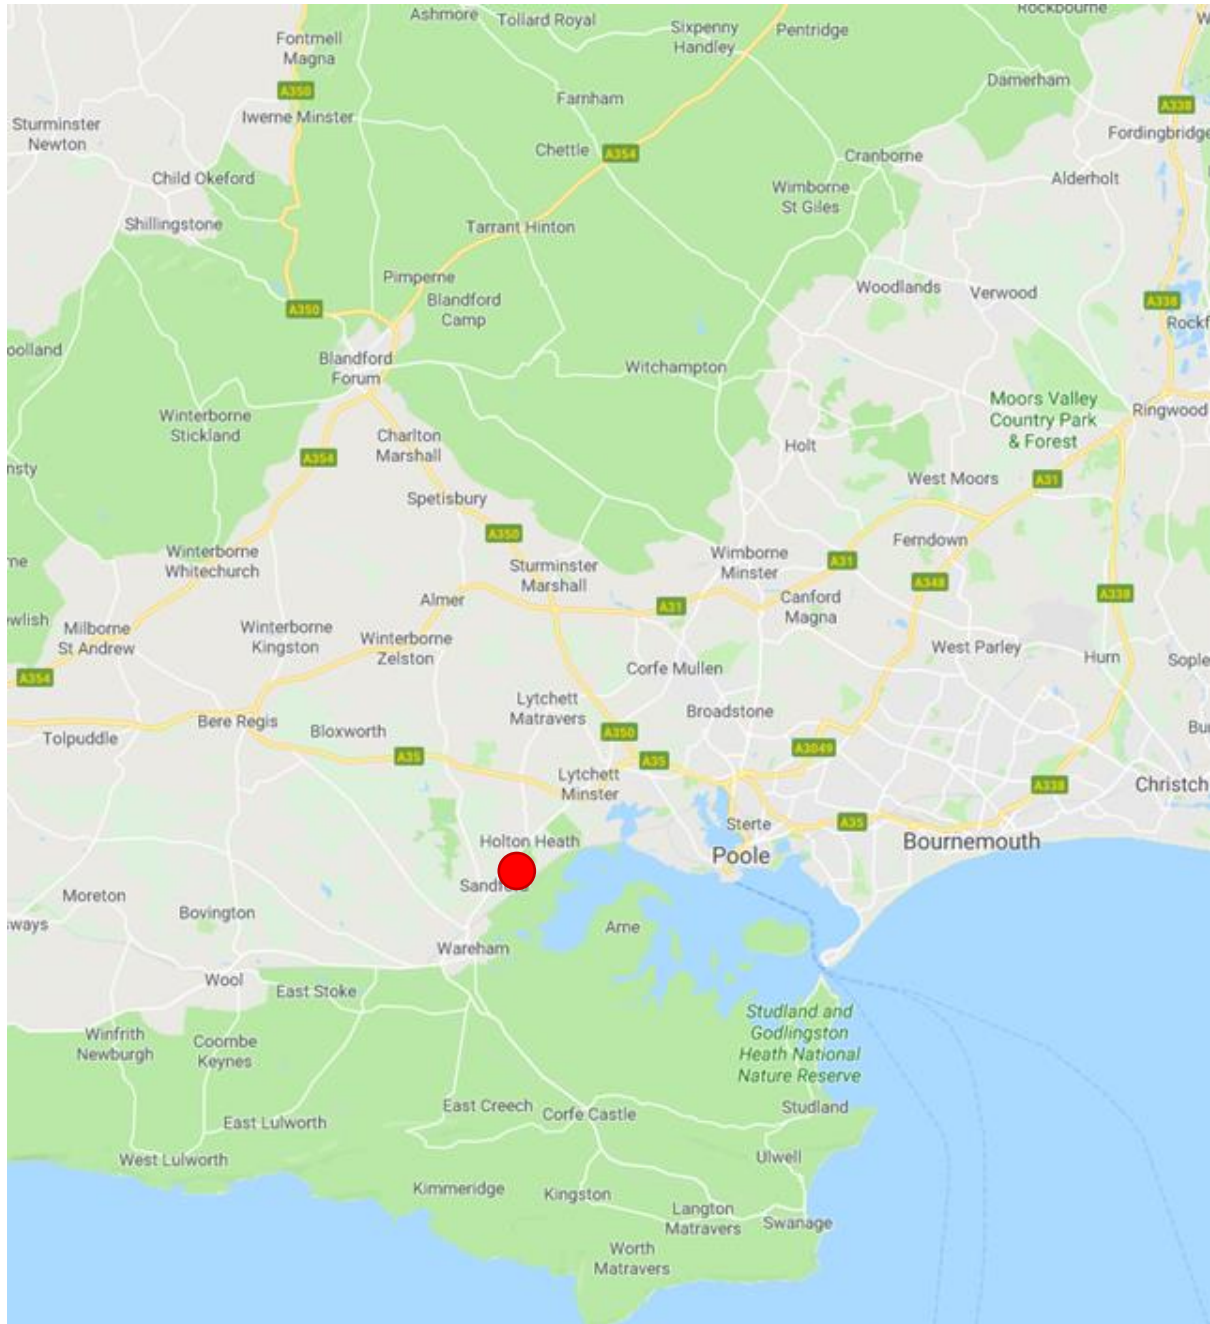 Ashmore
Tollard Royal
Sixpenny
Handley
Pentridge
Rockbourne
Fontmell
Magna
Damerham
A350
Iwerne Minster
Farnham
A338
Sturminster
Newton
Fordingbridge
Chettle
A354
Cranborne
Child Okeford
Wimborne
St Giles
Alderholt
Shillingstone
Tarrant Hinton
Pimperne
Blandford
Camp
Woodlands
Verwood
A350
A338
Rockf
oolland
Blandford
Forum
Witchampton
Moors Valley
Country Park
& Forest
Ringwood
Winterborne
Stickland
Charlton
Marshall
Holt
A354
nsty
West Moors
A31
Spetisbury
A350
Ferndown
Winterborne
Whitechurch
Sturminster
Marshall
Wimborne
Minster
A31
A348
me
Almer
A31
Canford
Magna
A338
ewlish
Milborne
St Andrew
Winterborne
Kingston
Winterborne
Zelston
West Parley
Hurn
Sople
A354
Corfe Mullen
Lytchett
Matravers
Broadstone
Bere Regis
Bloxworth
A350
Bu
Tolpuddle
A35
A35
A3049
Lytchett
Minster
A338
Christch
Sterte
A35
Holton Heath
Poole
Bournemouth
Sandford
Moreton
Bovington
sways
Arne
Wareham
Wool
East Stoke
Studland and
Godlingston
Heath National
Nature Reserve
Winfrith
Newburgh
Coombe
Keynes
East Creech
Corfe Castle
Studland
East Lulworth
West Lulworth
Ulwell
Kimmeridge
Kingston
Langton
Matravers
Swanage
Worth
Matravers